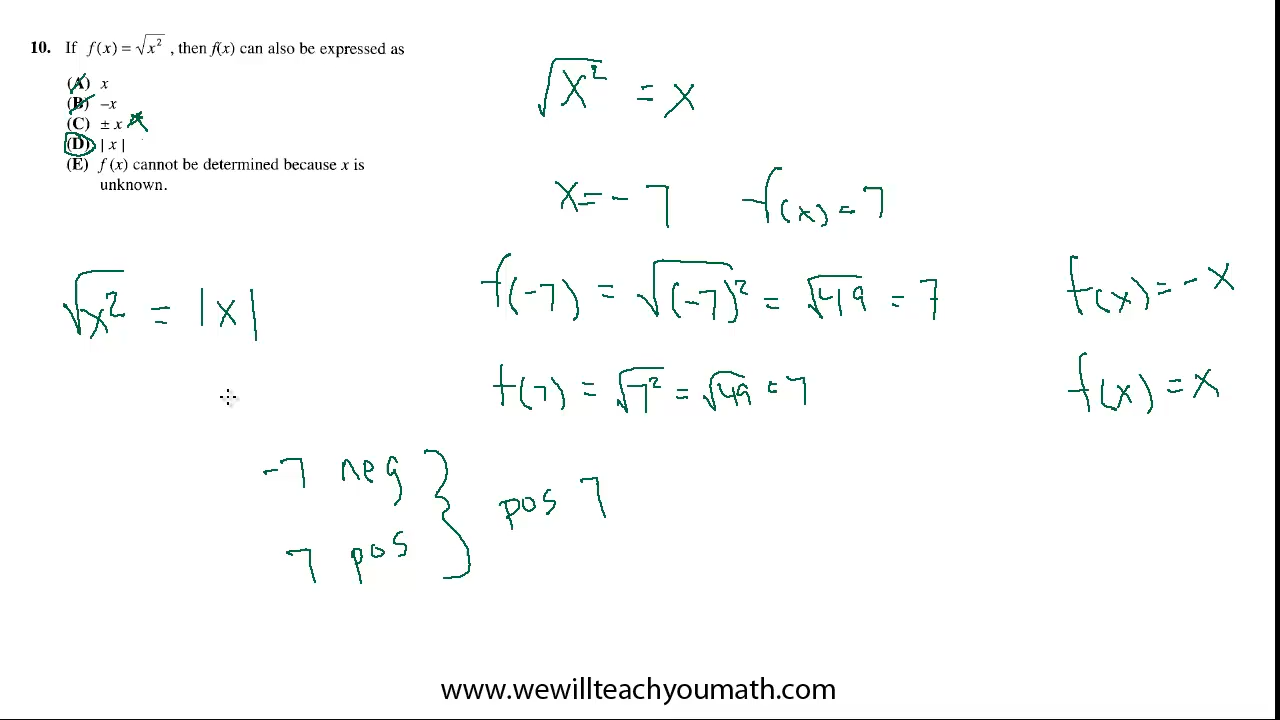 10. If f(x) = √x², then f(x) can also be expressed as
(A) x
(B) –x
(C) ± x
(D) | x |
(E) f (x) cannot be determined because x is
unknown.
√x² = x
x = -7 f(x) = 7
f(-7) = √(-7)² = √49 = 7
f(7) = √7² = √49 = 7
f(x) = -x
f(x) = x
√x² = |x|
-7 neg
7 pos
pos 7
www.wewillteachyoumath.com